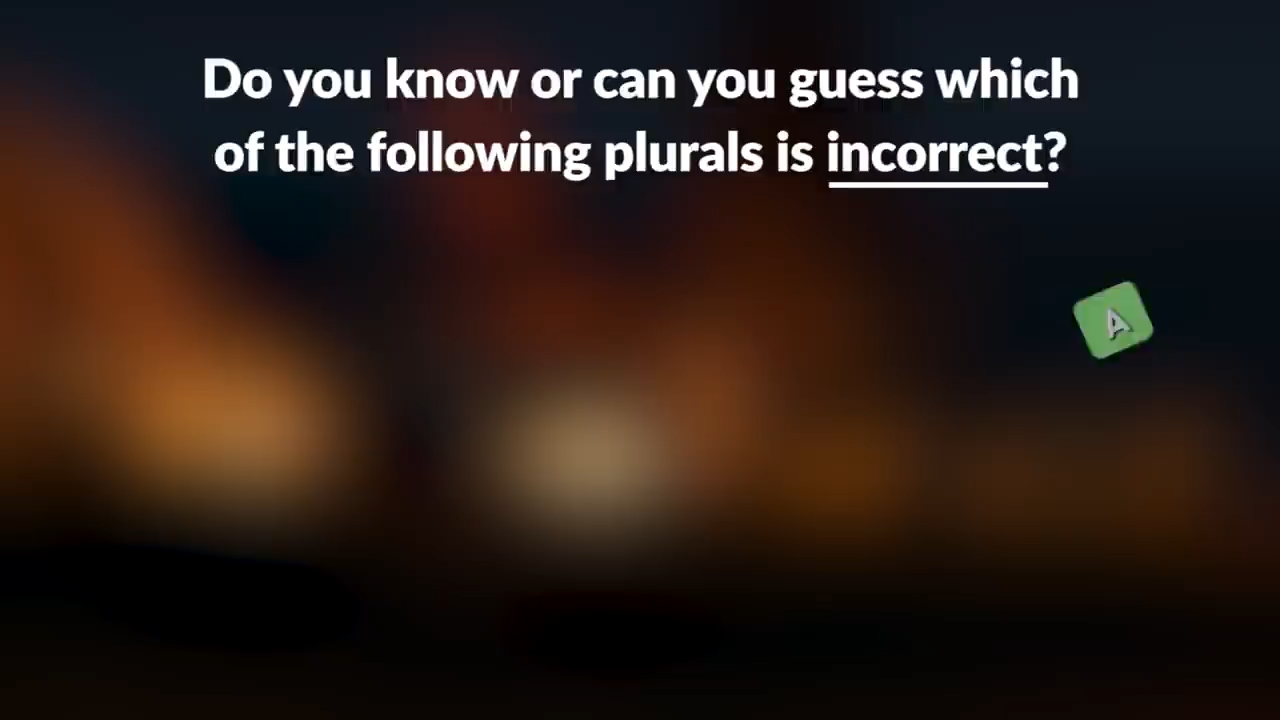 Do you know or can you guess which
of the following plurals is incorrect?
A